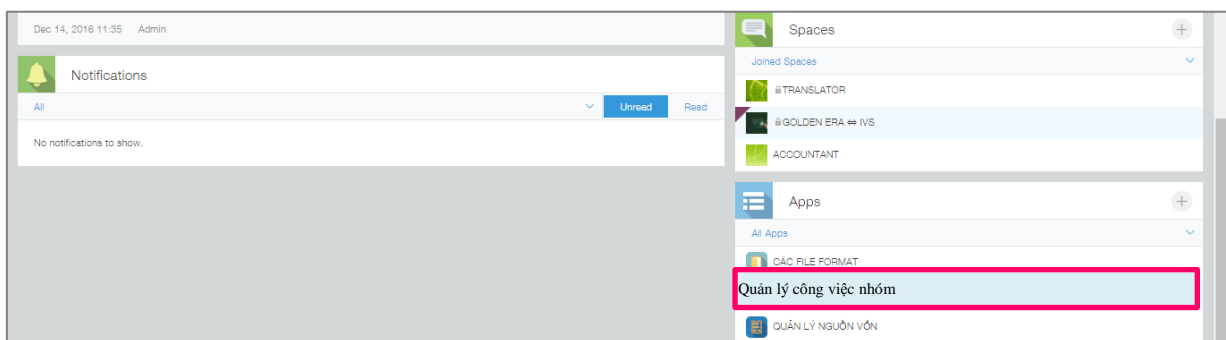 Dec 14, 2016 11:35 Admin
Notifications
All Unread Read
No notifications to show.
Spaces
Joined Spaces
TRANSLATOR
GOLDEN ERA ⇔ IVS
ACCOUNTANT
Apps
All Apps
CÁC FILE FORMAT
Quản lý công việc nhóm
QUẢN LÝ NGUỒN VỐN